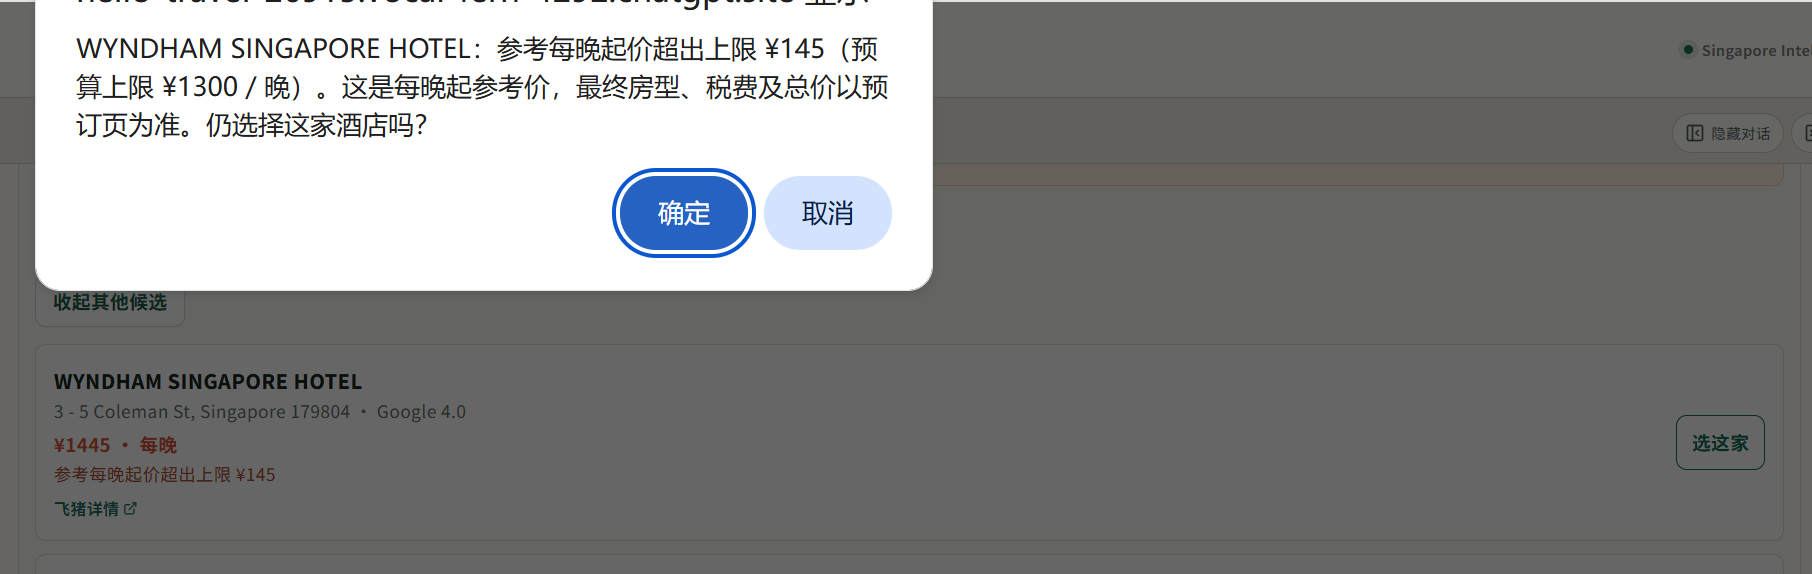 WYNDHAM SINGAPORE HOTEL：参考每晚起价超出上限 ¥145（预
算上限 ¥1300 / 晚）。这是每晚起参考价，最终房型、税费及总价以预
订页为准。仍选择这家酒店吗？
确定
取消
Singapore Inte
隐藏对话
收起其他候选
WYNDHAM SINGAPORE HOTEL
3 - 5 Coleman St, Singapore 179804 • Google 4.0
¥1445 • 每晚
参考每晚起价超出上限 ¥145
飞猪详情
选这家